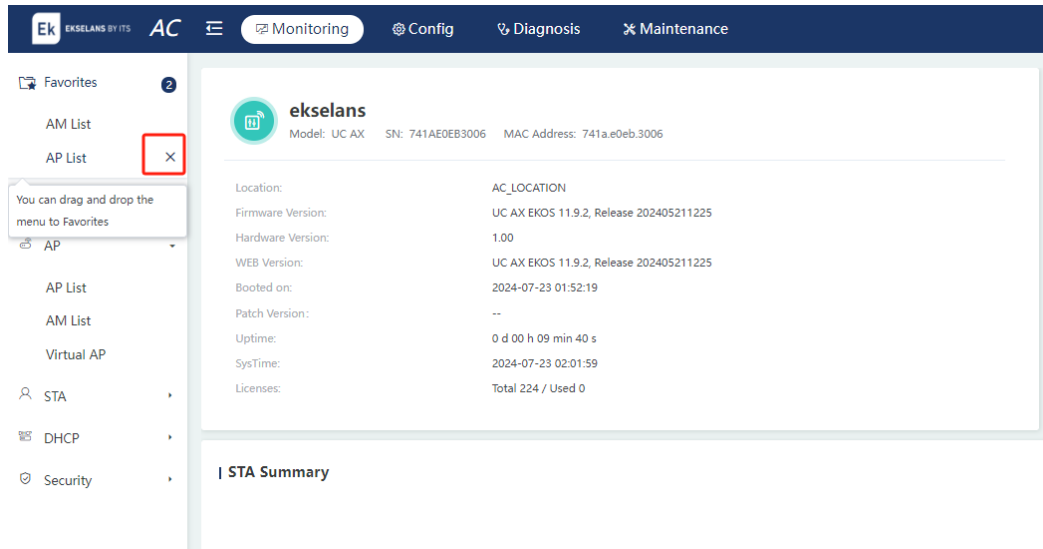 Ek EKSELANS BY ITS AC Monitoring Config Diagnosis Maintenance
Favorites 2
AM List
AP List
You can drag and drop the
menu to Favorites
AP
AP List
AM List
Virtual AP
STA
DHCP
Security
ekselans
Model: UC AX SN: 741AE0EB3006 MAC Address: 741a.e0eb.3006
Location: AC_LOCATION
Firmware Version: UC AX EKOS 11.9.2, Release 202405211225
Hardware Version: 1.00
WEB Version: UC AX EKOS 11.9.2, Release 202405211225
Booted on: 2024-07-23 01:52:19
Patch Version: --
Uptime: 0 d 00 h 09 min 40 s
SysTime: 2024-07-23 02:01:59
Licenses: Total 224 / Used 0
STA Summary